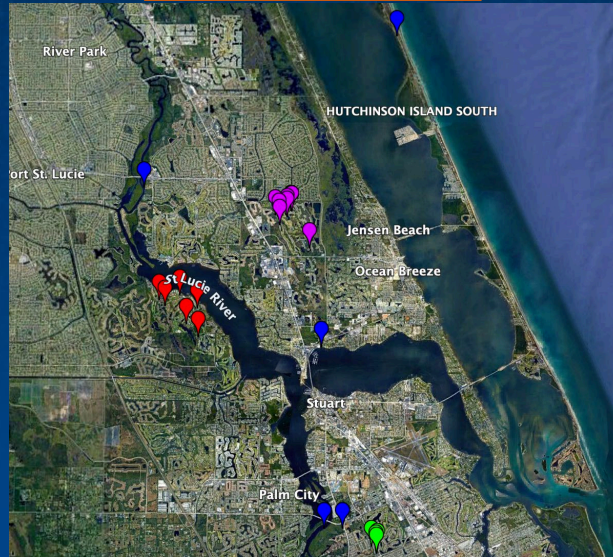 River Park
HUTCHINSON ISLAND SOUTH
ort St. Lucie
Jensen Beach
Ocean Breeze
St Lucie River
Stuart
Palm City